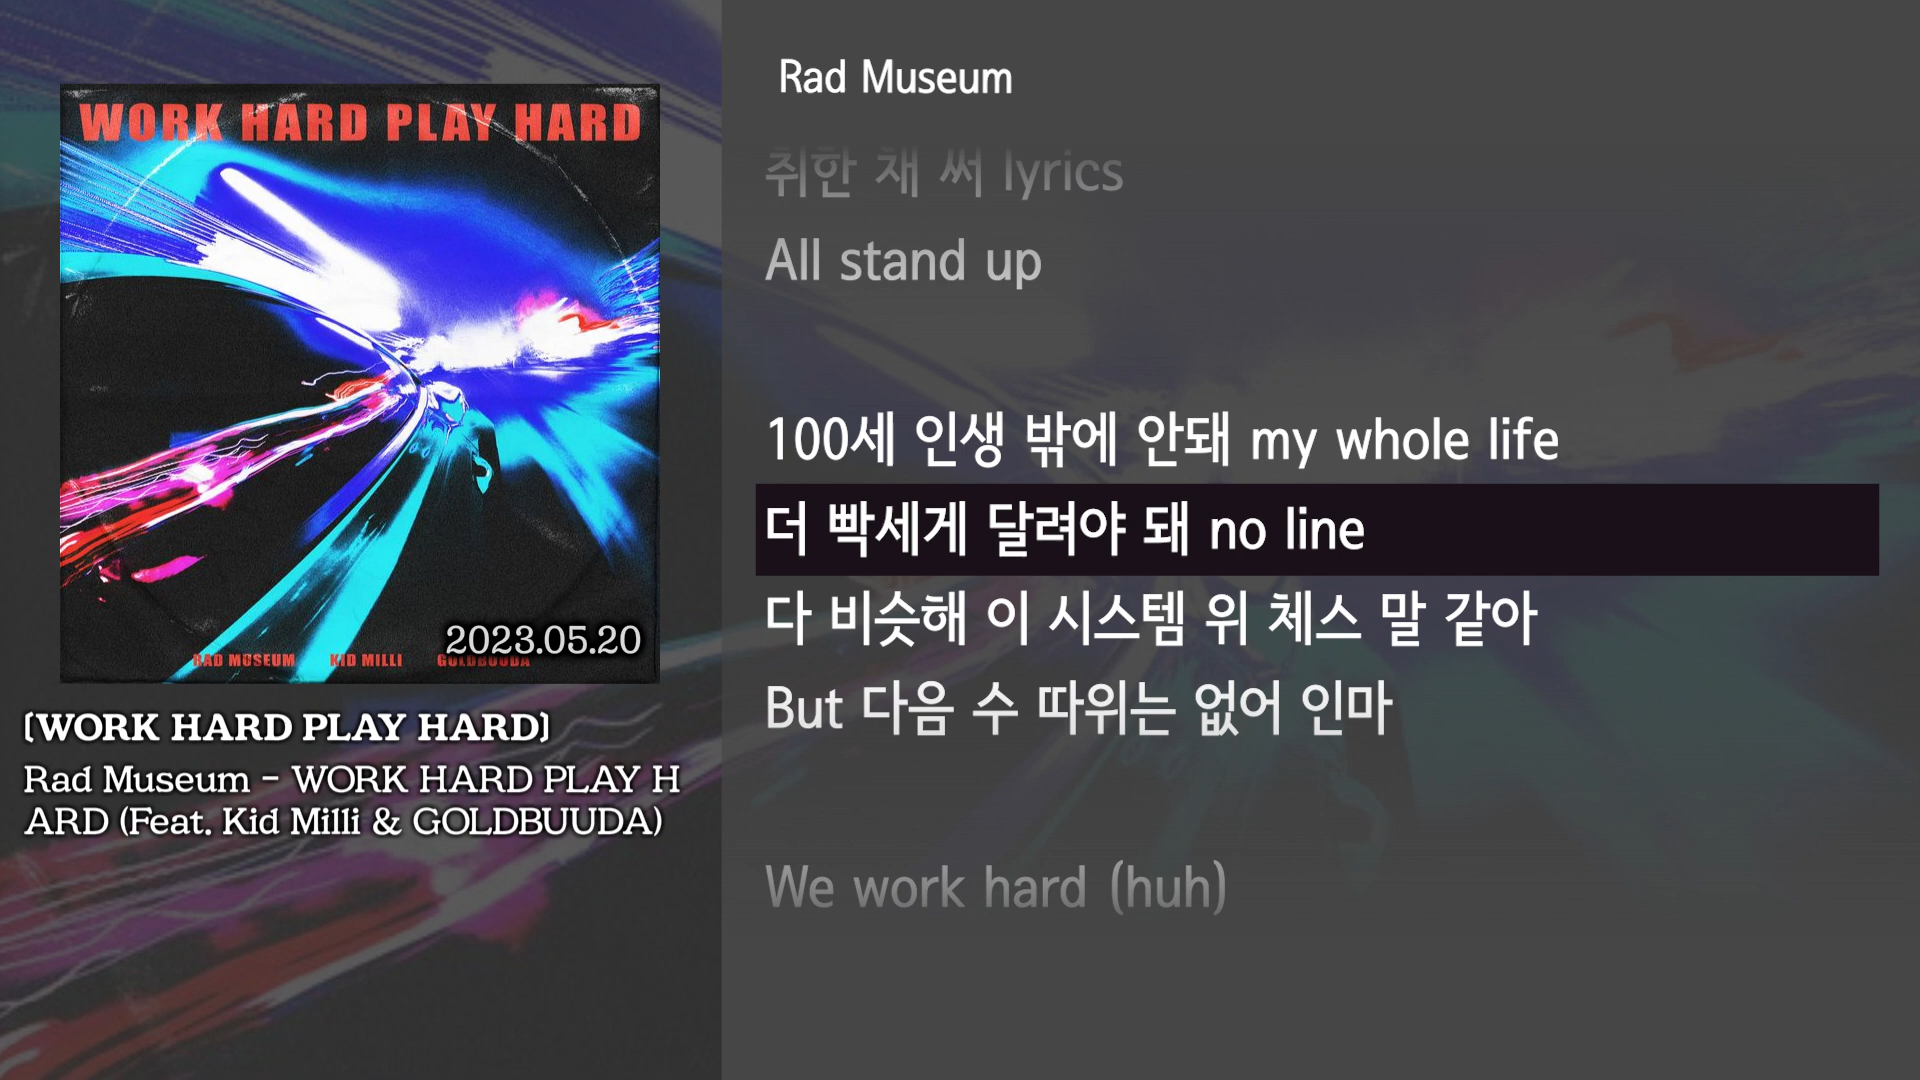 WORK HARD PLAY HARD
2023.05.20
RAD MUSEUM KID MILLI GOLDBUUDA
[WORK HARD PLAY HARD]
Rad Museum - WORK HARD PLAY H
ARD (Feat. Kid Milli & GOLDBUUDA)
Rad Museum
취한 채 써 lyrics
All stand up
100세 인생 밖에 안돼 my whole life
더 빡세게 달려야 돼 no line
다 비슷해 이 시스템 위 체스 말 같아
But 다음 수 따위는 없어 인마
We work hard (huh)